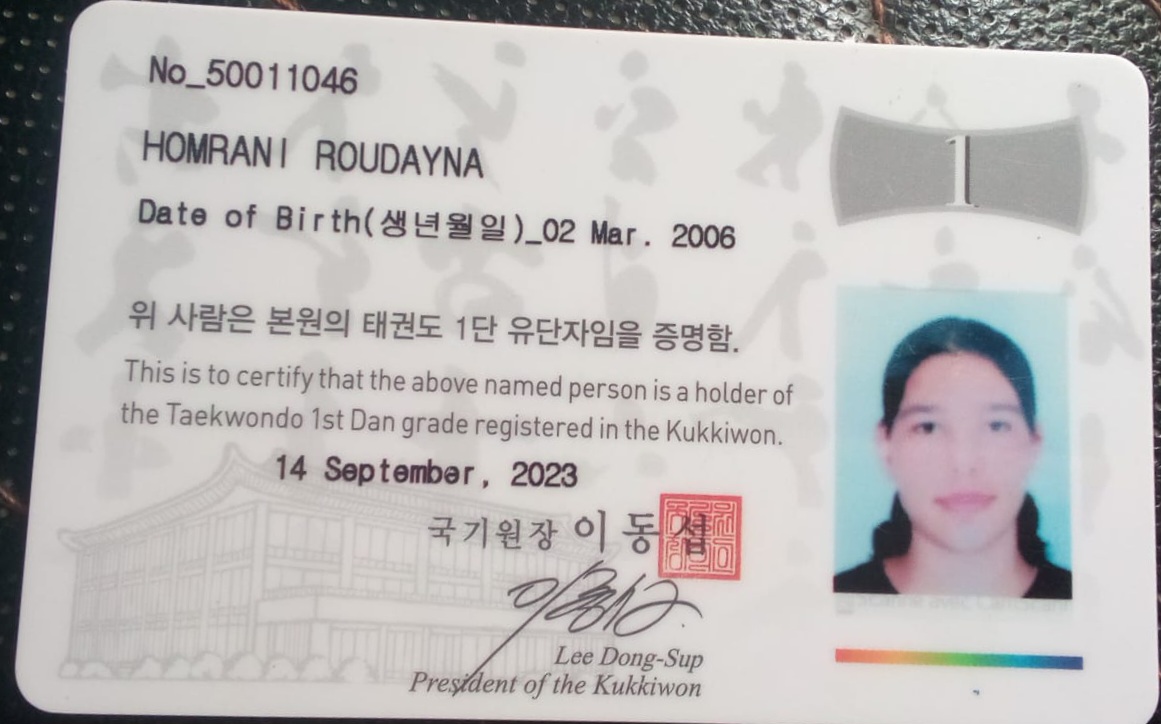 No_50011046
1
HOMRANI ROUDAYNA
Date of Birth(생년월일)_02 Mar. 2006
위 사람은 본원의 태권도 1단 유단자임을 증명함.
This is to certify that the above named person is a holder of
the Taekwondo 1st Dan grade registered in the Kukkiwon.
14 September, 2023
국기원장 이동섭
Lee Dong-Sup
President of the Kukkiwon